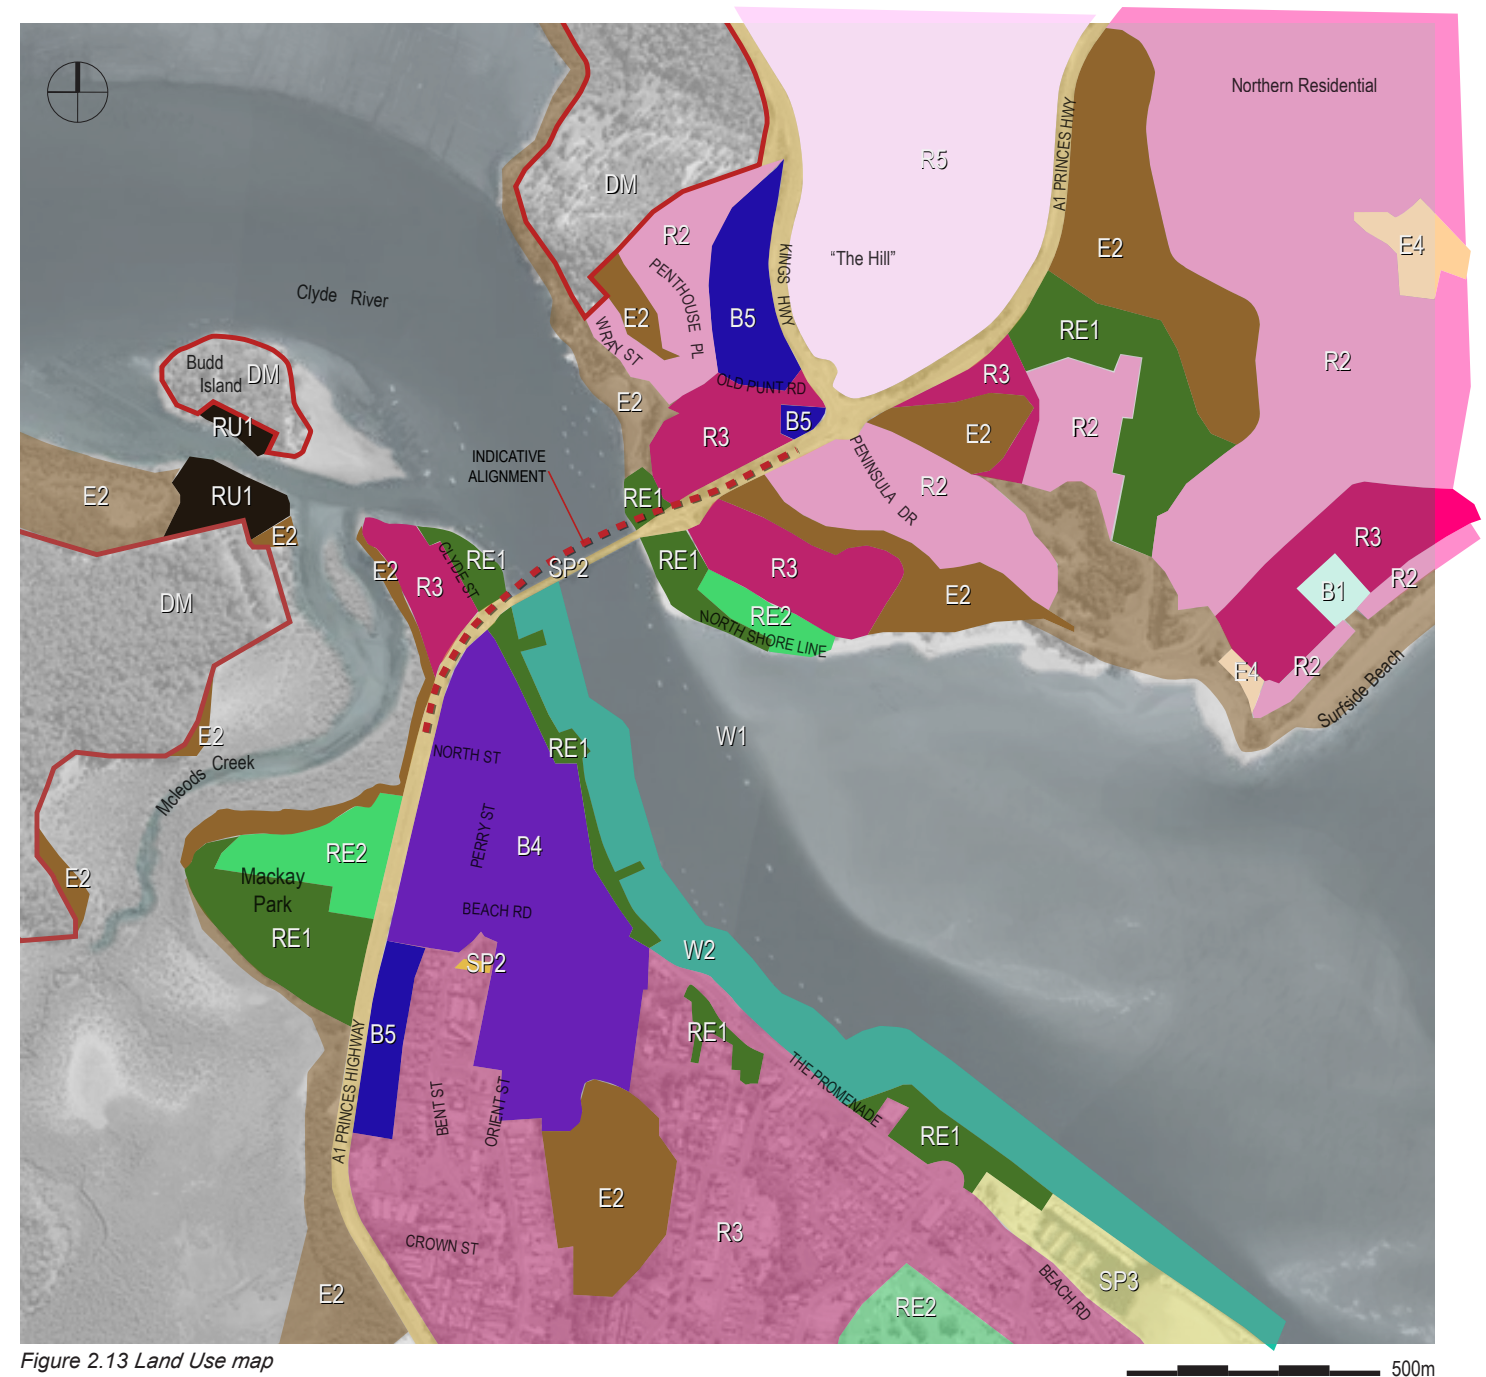 Northern Residential
R5
DM
A1 PRINCES HWY
R2
E2
E4
"The Hill"
KINGS HWY
PENTHOUSE PL
Clyde River
E2
B5
RE1
WRAY ST
Budd
Island
DM
R2
R3
OLD PUNT RD
E2
RU1
B5
R3
R2
E2
INDICATIVE
ALIGNMENT
PENINSULA DR
R2
E2
RU1
RE1
E2
R3
CLYDE ST
RE1
SP2
RE1
R3
E2
R3
R2
B1
E2
DM
RE2
NORTH SHORE LINE
R2
E4
Surfside Beach
E2
W1
RE1
NORTH ST
Mcleods Creek
PERRY ST
B4
RE2
E2
Mackay
Park
BEACH RD
RE1
W2
SP2
B5
RE1
A1 PRINCES HIGHWAY
BENT ST
ORIENT ST
THE PROMENADE
RE1
E2
R3
CROWN ST
SP3
BEACH RD
E2
RE2
Figure 2.13 Land Use map
500m